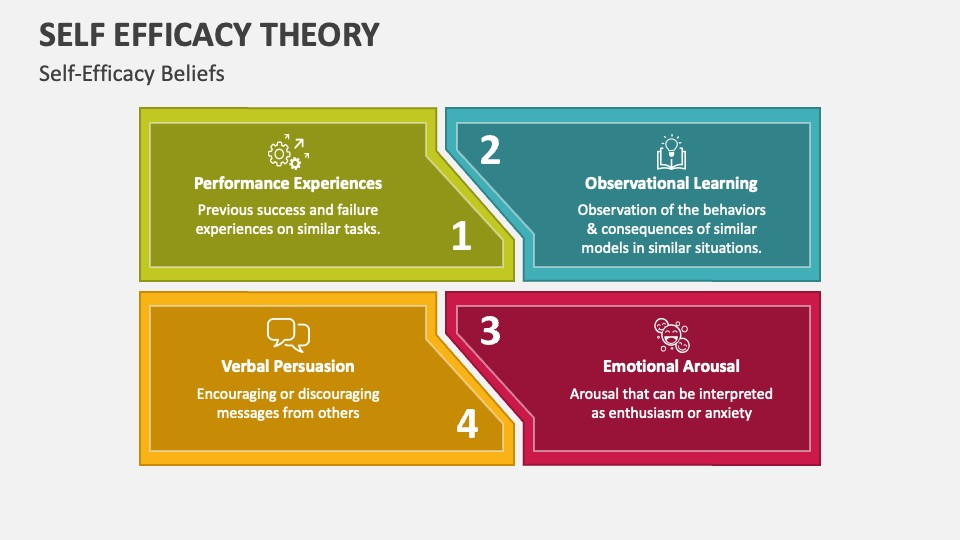 SELF EFFICACY THEORY
Self-Efficacy Beliefs
Performance Experiences
Previous success and failure
experiences on similar tasks.
1
2
Observational Learning
Observation of the behaviors
& consequences of similar
models in similar situations.
Verbal Persuasion
Encouraging or discouraging
messages from others
4
3
Emotional Arousal
Arousal that can be interpreted
as enthusiasm or anxiety